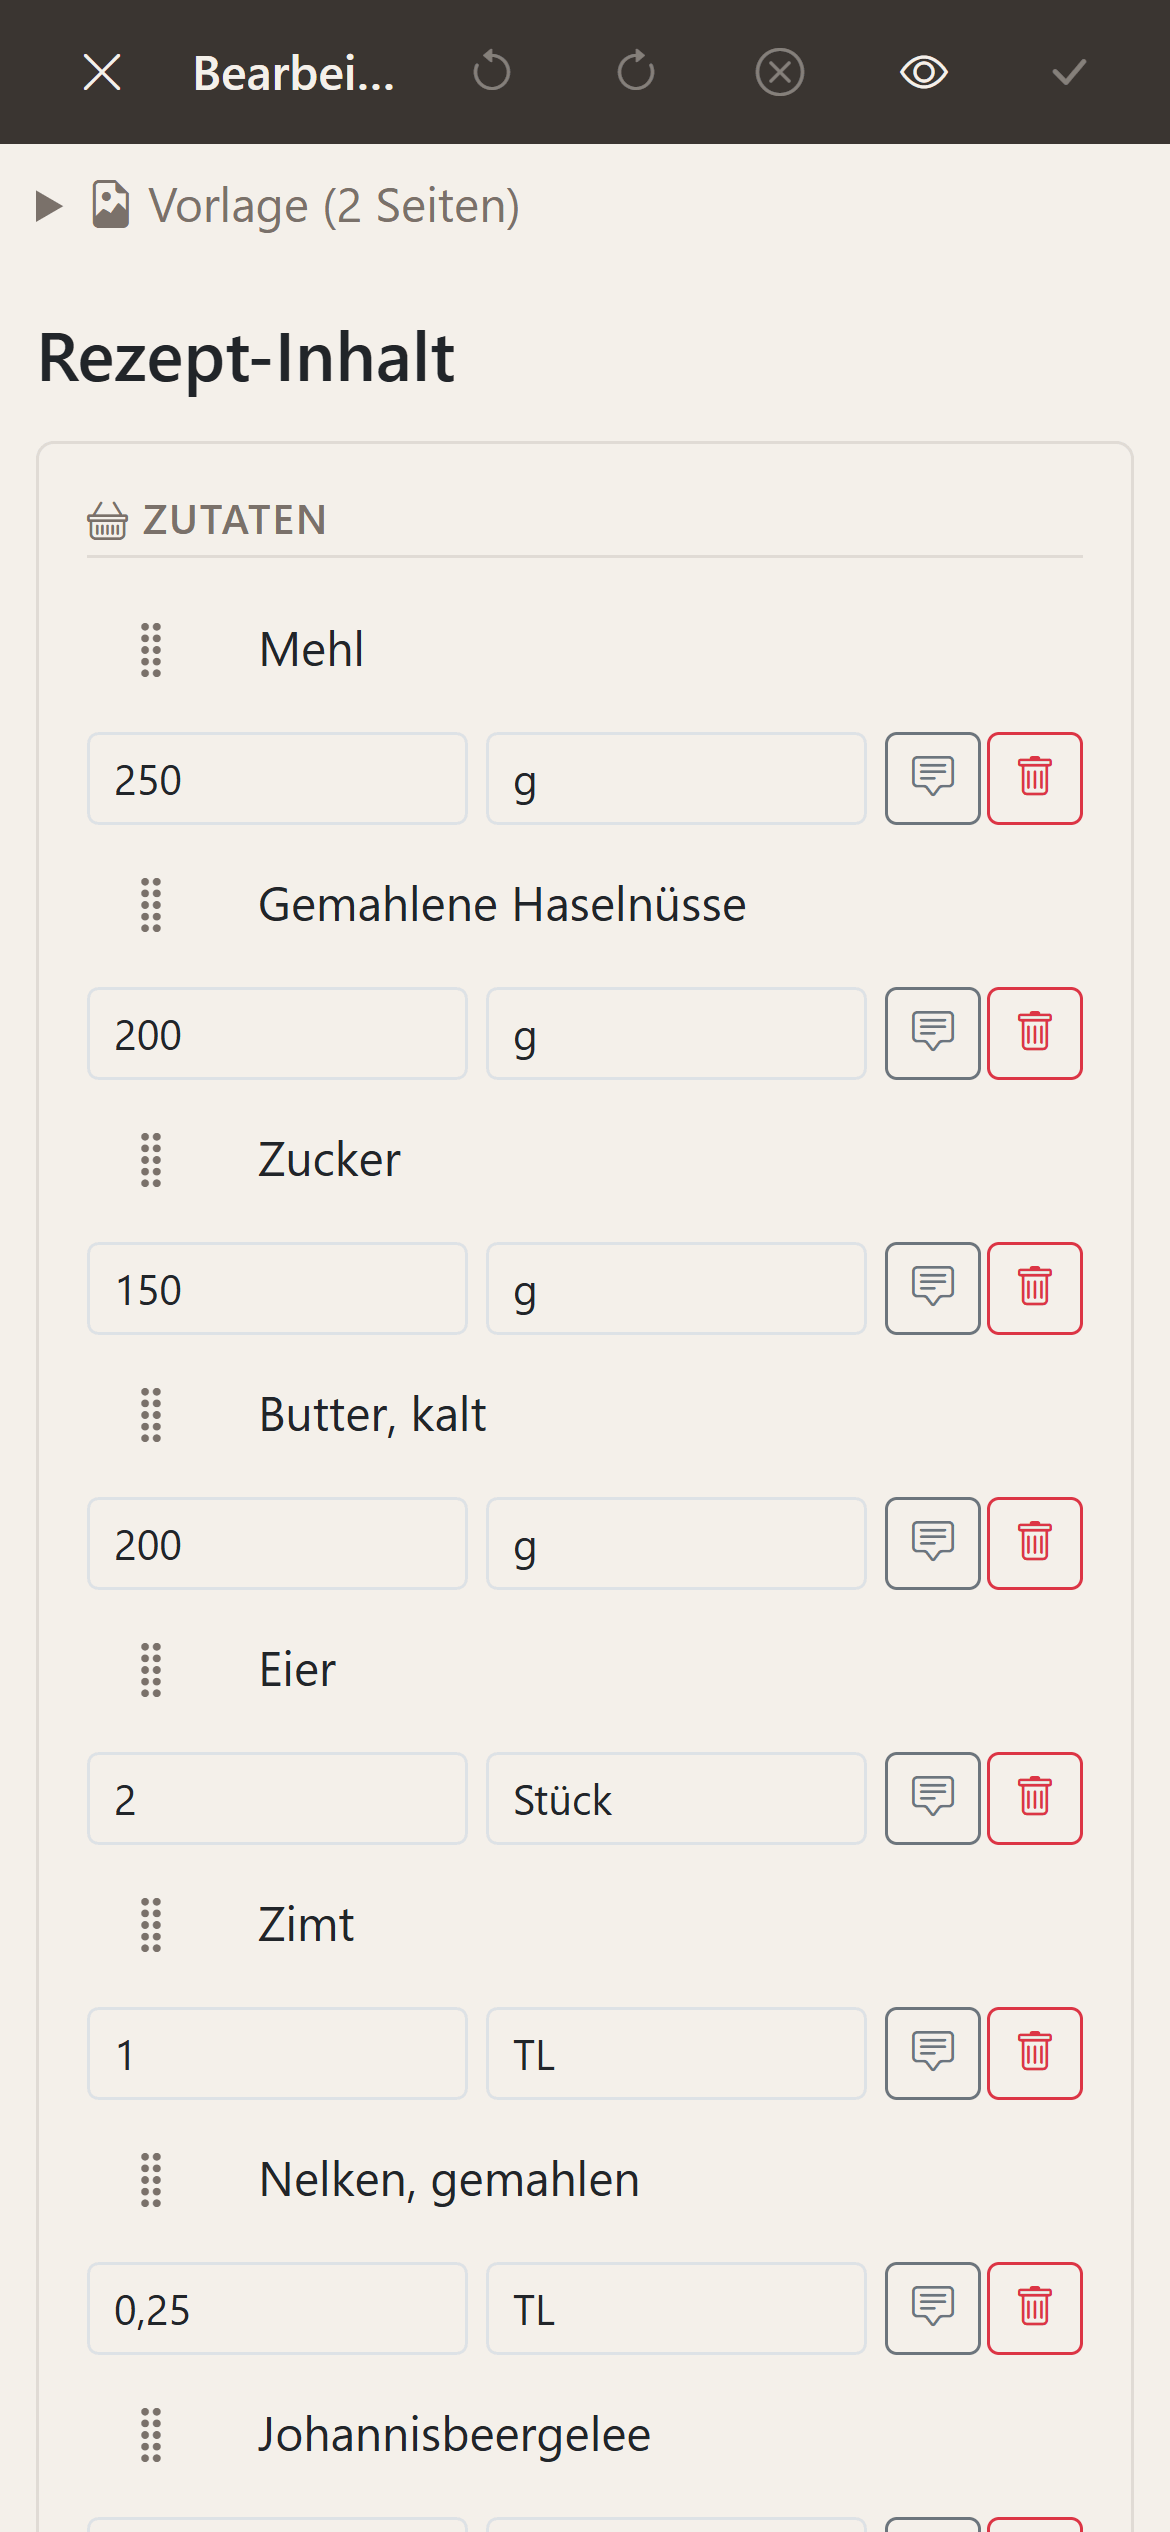 Bearbei...
Vorlage (2 Seiten)
Rezept-Inhalt
ZUTATEN
Mehl
250 g
Gemahlene Haselnüsse
200 g
Zucker
150 g
Butter, kalt
200 g
Eier
2 Stück
Zimt
1 TL
Nelken, gemahlen
0,25 TL
Johannisbeergelee